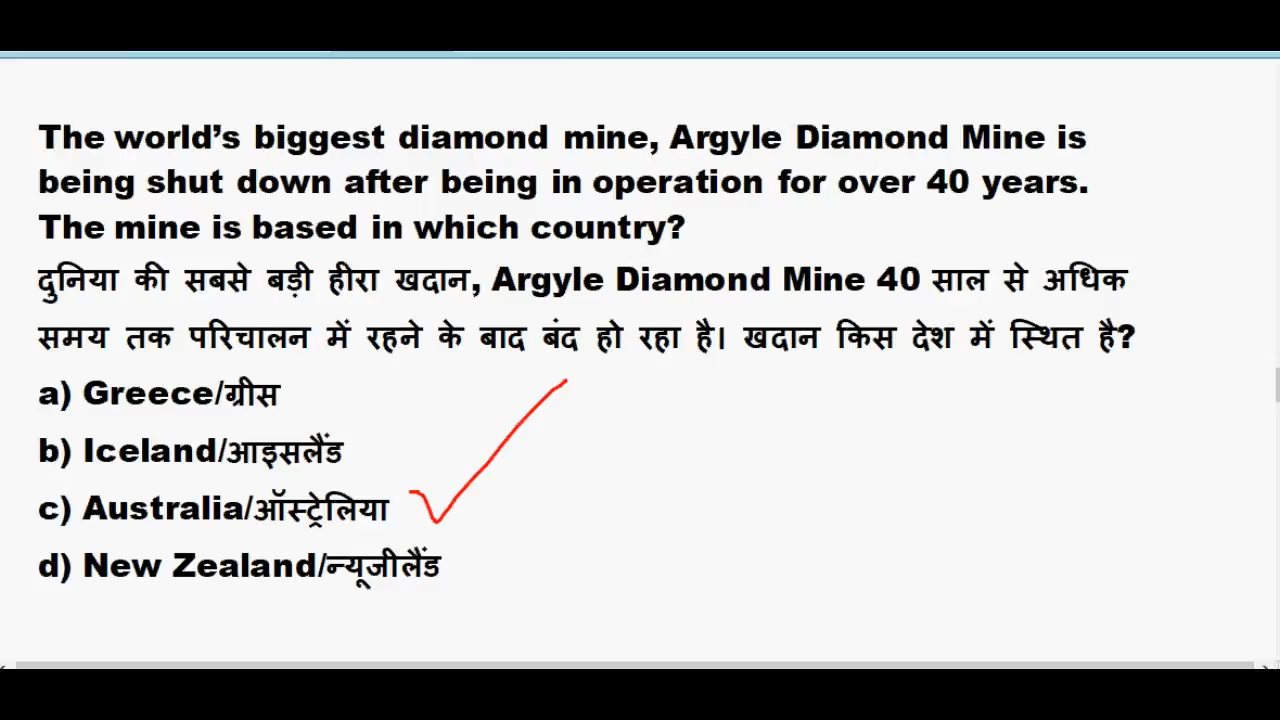 The world’s biggest diamond mine, Argyle Diamond Mine is
being shut down after being in operation for over 40 years.
The mine is based in which country?
दुनिया की सबसे बड़ी हीरा खदान, Argyle Diamond Mine 40 साल से अधिक
समय तक परिचालन में रहने के बाद बंद हो रहा है। खदान किस देश में स्थित है?
a) Greece/ग्रीस
b) Iceland/आइसलैंड
c) Australia/ऑस्ट्रेलिया
d) New Zealand/न्यूजीलैंड